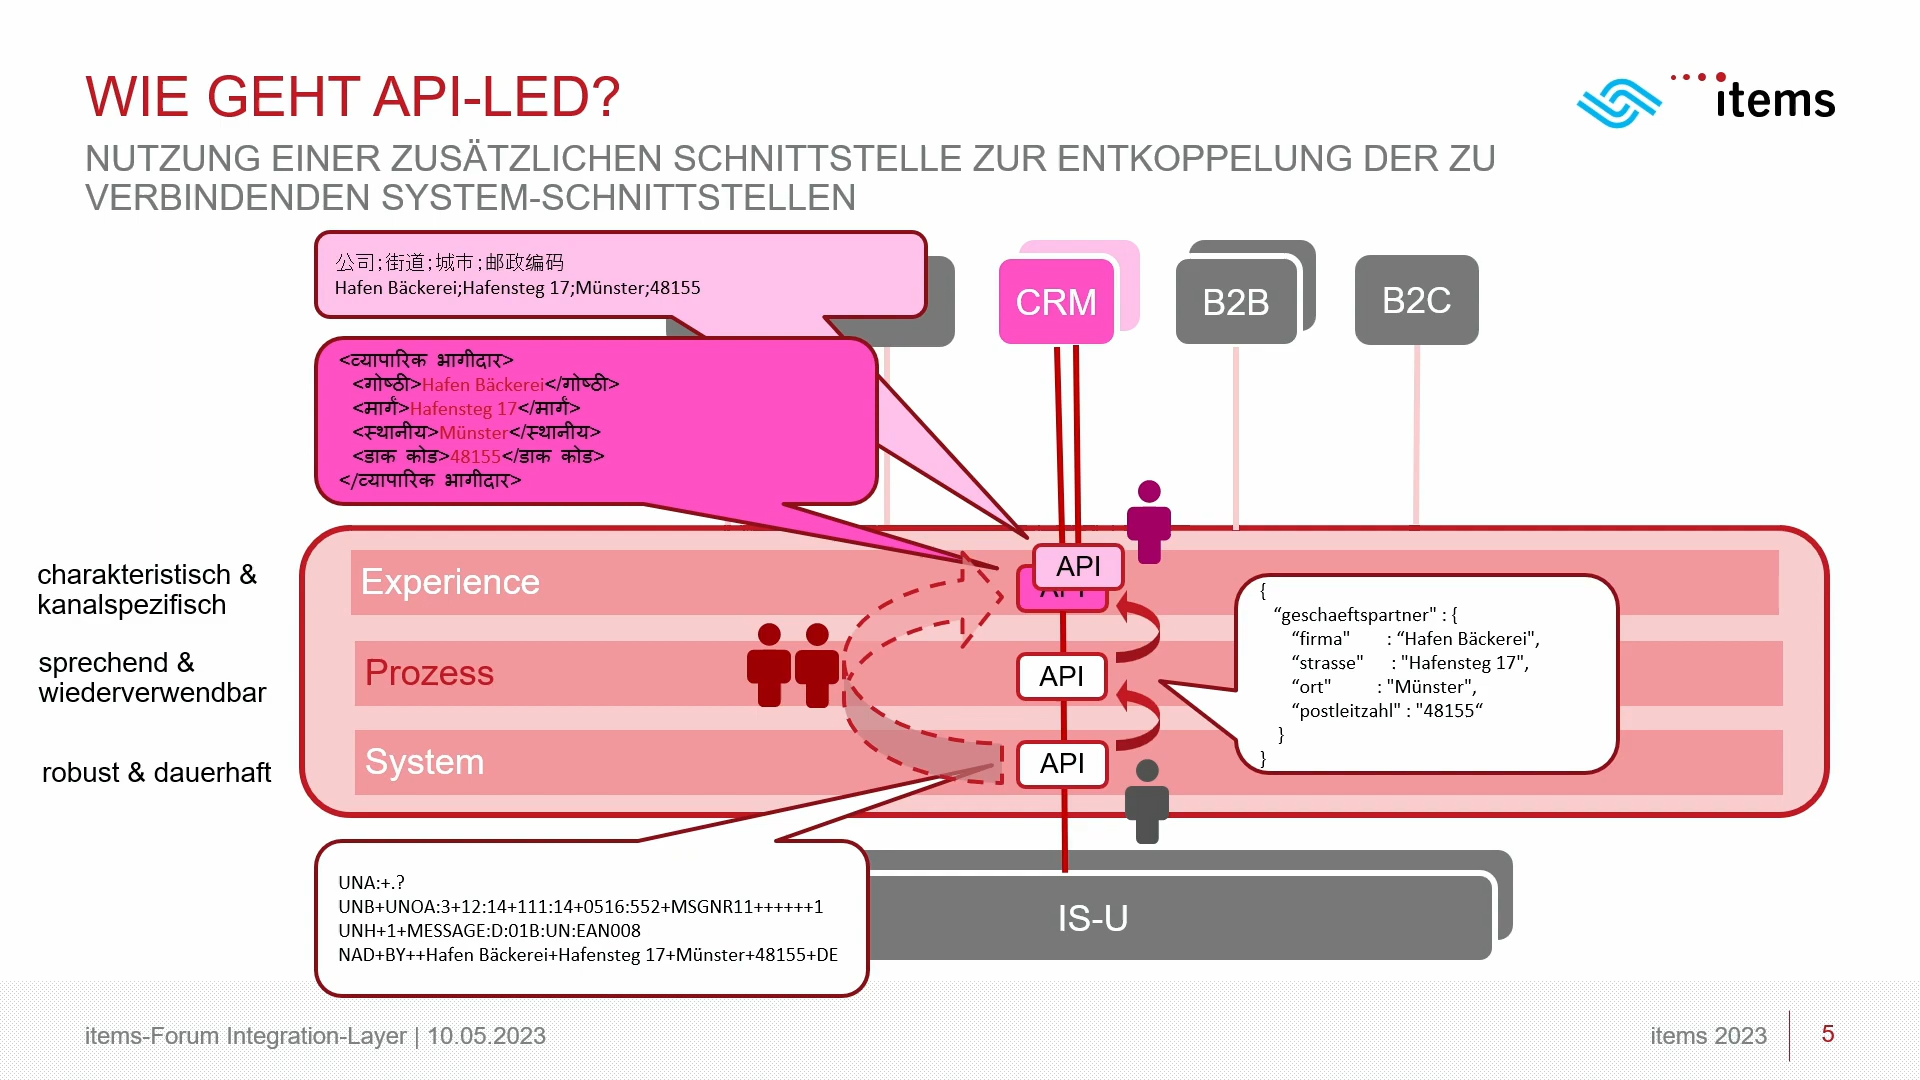 WIE GEHT API-LED?
NUTZUNG EINER ZUSÄTZLICHEN SCHNITTSTELLE ZUR ENTKOPPELUNG DER ZU
VERBINDENDEN SYSTEM-SCHNITTSTELLEN
items
公司;街道;城市;邮政编码
Hafen Bäckerei;Hafensteg 17;Münster;48155
CRM
B2B
B2C
<व्यापारिक भागीदार>
<गोष्ठी>Hafen Bäckerei</गोष्ठी>
<मार्ग>Hafensteg 17</मार्ग>
<स्थानीय>Münster</स्थानीय>
<डाक कोड>48155</डाक कोड>
</व्यापारिक भागीदार>
charakteristisch &
kanalspezifisch
Experience
API
API
sprechend &
wiederverwendbar
Prozess
API
robust & dauerhaft
System
API
{
“geschaeftspartner" : {
“firma" : “Hafen Bäckerei",
“strasse" : "Hafensteg 17",
“ort" : "Münster",
“postleitzahl" : "48155“
}
}
UNA:+.?
UNB+UNOA:3+12:14+111:14+0516:552+MSGNR11++++++1
UNH+1+MESSAGE:D:01B:UN:EAN008
NAD+BY++Hafen Bäckerei+Hafensteg 17+Münster+48155+DE
IS-U
items-Forum Integration-Layer | 10.05.2023
items 2023
5